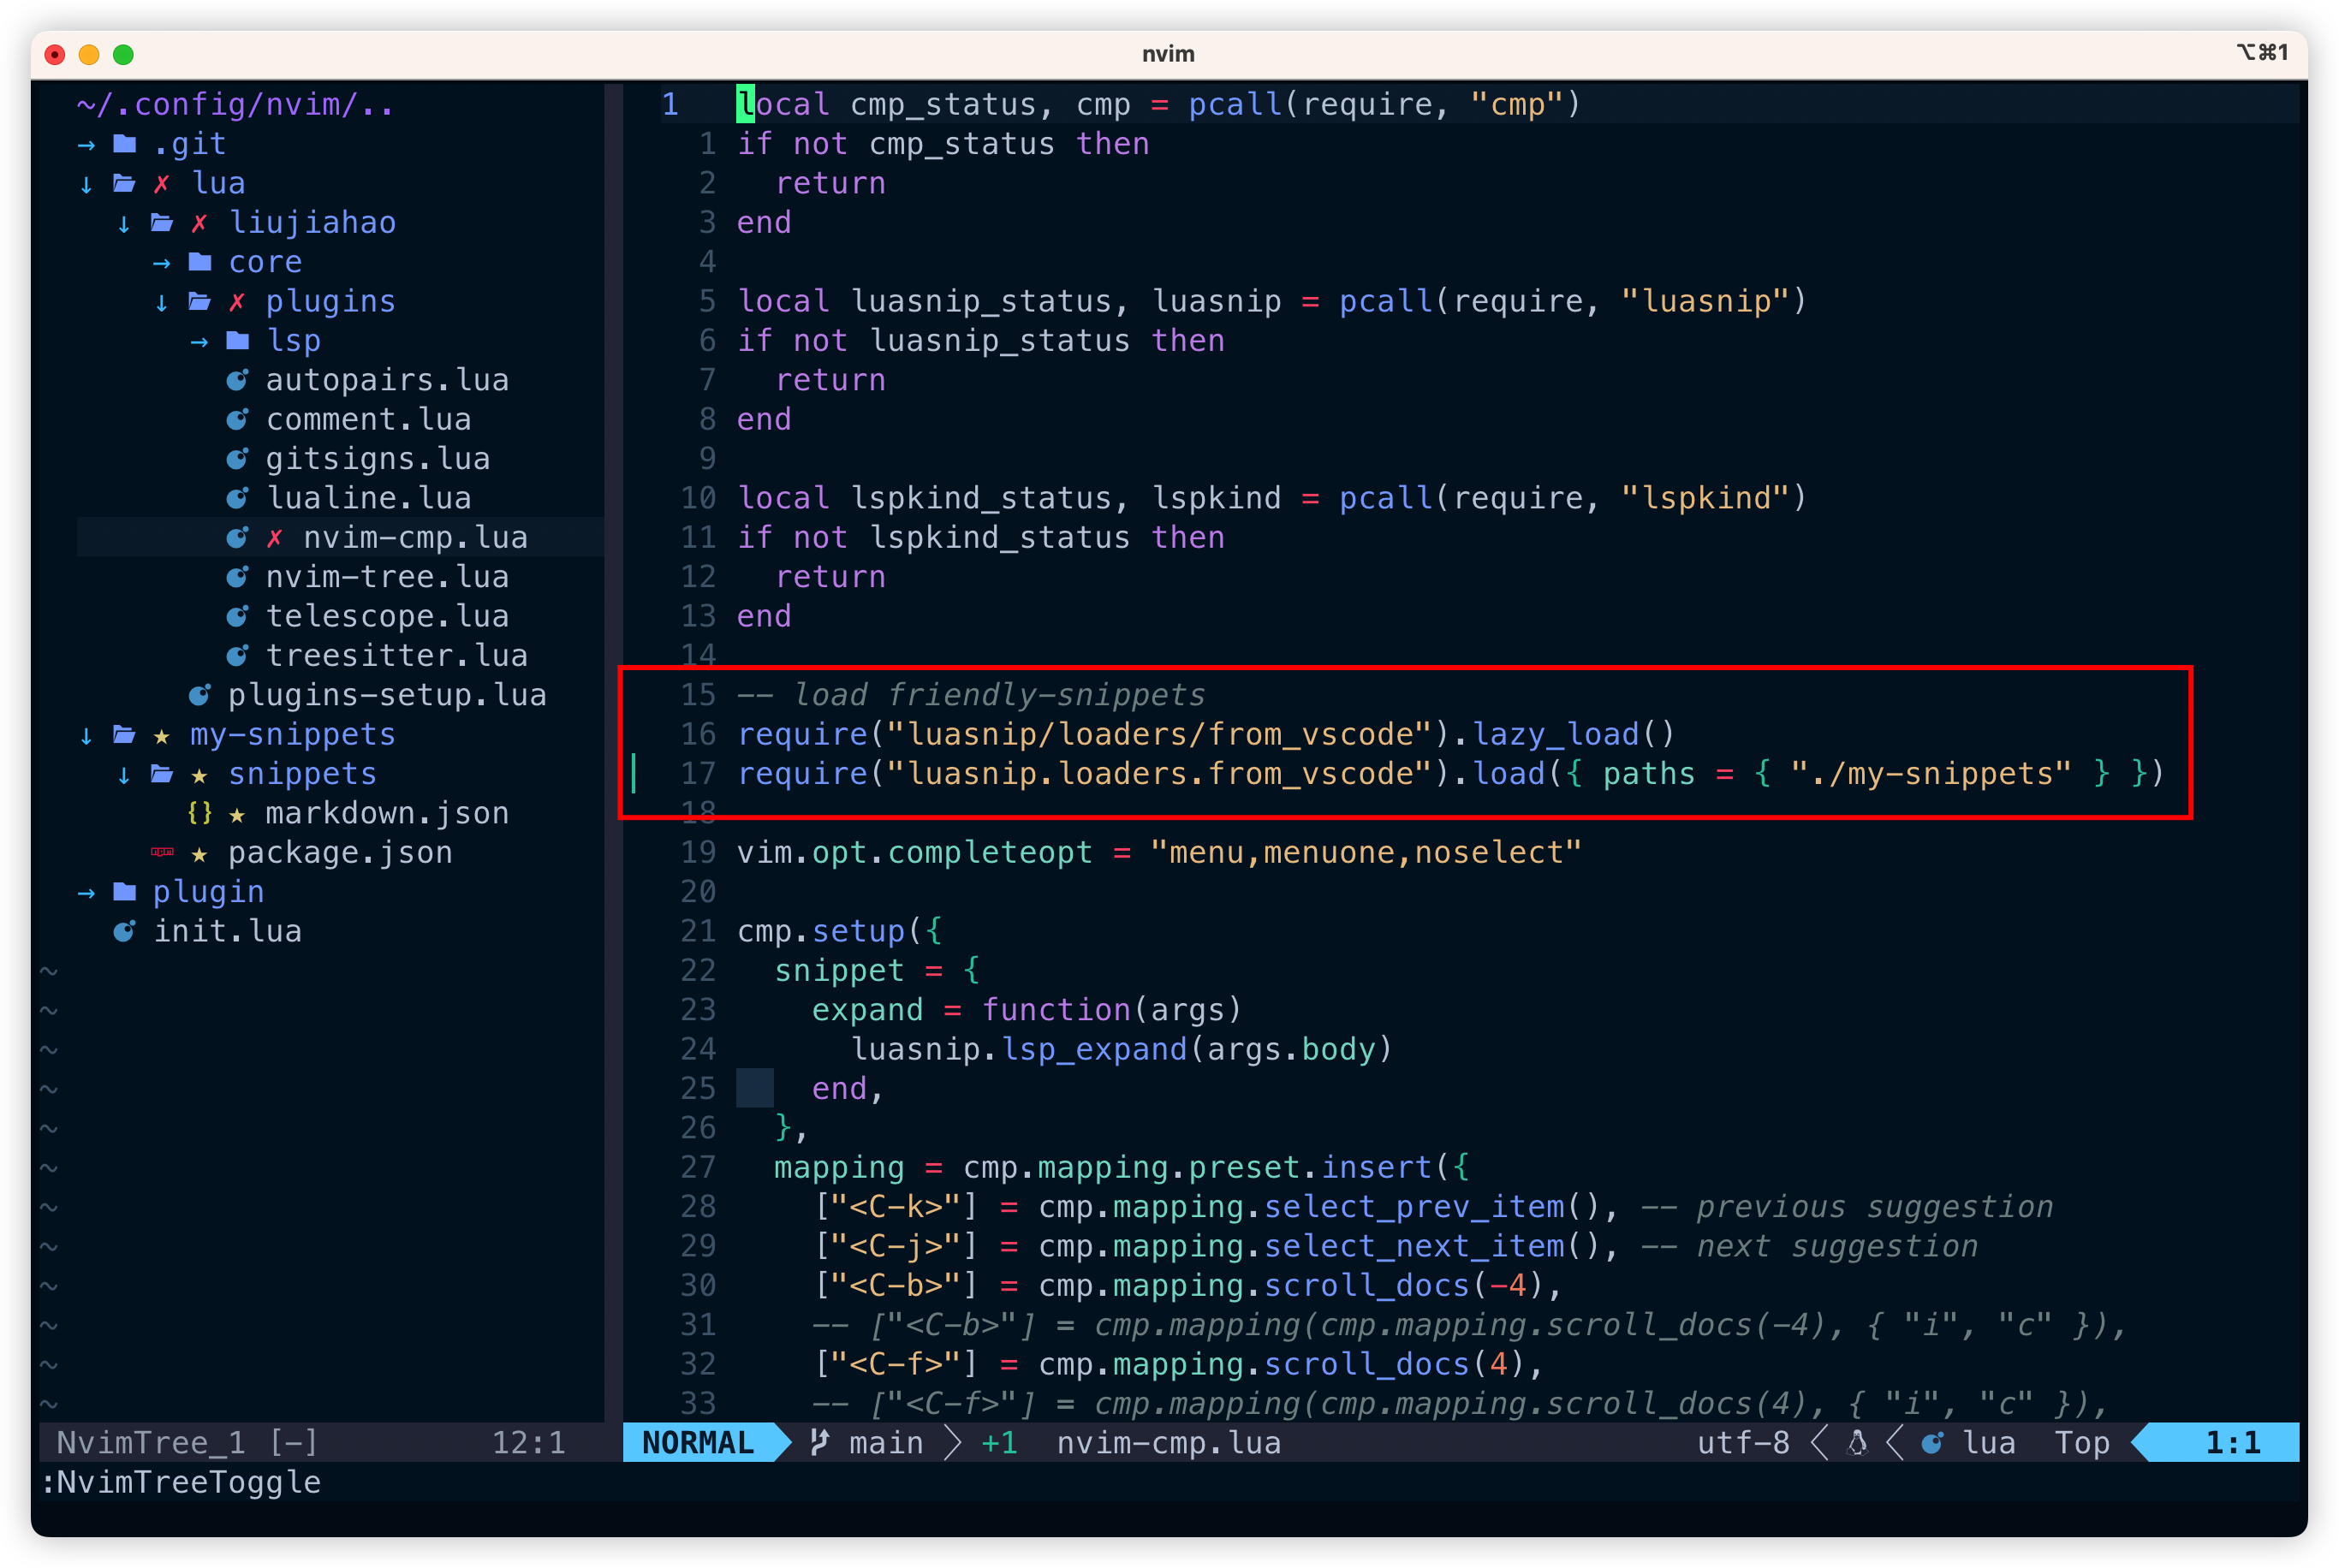 nvim
⌥⌘1
~/.config/nvim/..
→ .git
↓ ✗ lua
↓ ✗ liujiahao
→ core
↓ ✗ plugins
→ lsp
autopairs.lua
comment.lua
gitsigns.lua
lualine.lua
✗ nvim-cmp.lua
nvim-tree.lua
telescope.lua
treesitter.lua
plugins-setup.lua
↓ ★ my-snippets
↓ ★ snippets
{} ★ markdown.json
★ package.json
→ plugin
init.lua
~
~
~
~
~
~
~
~
~
~
~
~
NvimTree_1 [-] 12:1
1 local cmp_status, cmp = pcall(require, "cmp")
1 if not cmp_status then
2   return
3 end
4
5 local luasnip_status, luasnip = pcall(require, "luasnip")
6 if not luasnip_status then
7   return
8 end
9
10 local lspkind_status, lspkind = pcall(require, "lspkind")
11 if not lspkind_status then
12   return
13 end
14
15 -- load friendly-snippets
16 require("luasnip/loaders/from_vscode").lazy_load()
17 require("luasnip.loaders.from_vscode").load({ paths = { "./my-snippets" } })
18
19 vim.opt.completeopt = "menu,menuone,noselect"
20
21 cmp.setup({
22   snippet = {
23     expand = function(args)
24       luasnip.lsp_expand(args.body)
25     end,
26   },
27   mapping = cmp.mapping.preset.insert({
28     ["<C-k>"] = cmp.mapping.select_prev_item(), -- previous suggestion
29     ["<C-j>"] = cmp.mapping.select_next_item(), -- next suggestion
30     ["<C-b>"] = cmp.mapping.scroll_docs(-4),
31     -- ["<C-b>"] = cmp.mapping(cmp.mapping.scroll_docs(-4), { "i", "c" }),
32     ["<C-f>"] = cmp.mapping.scroll_docs(4),
33     -- ["<C-f>"] = cmp.mapping(cmp.mapping.scroll_docs(4), { "i", "c" }),
NORMAL main +1 nvim-cmp.lua utf-8 lua Top 1:1
:NvimTreeToggle